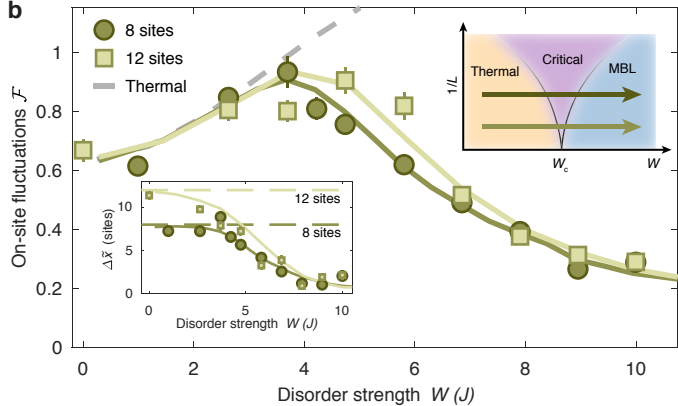 b
8 sites
12 sites
Thermal
On-site fluctuations 𝓕
1
0.8
0.6
0.4
0.2
0
0 2 4 6 8 10
Disorder strength W (J)
Δx̃ (sites)
10
5
0
0 5 10
Disorder strength W (J)
12 sites
8 sites
1/L
Thermal
Critical
MBL
Wc
W